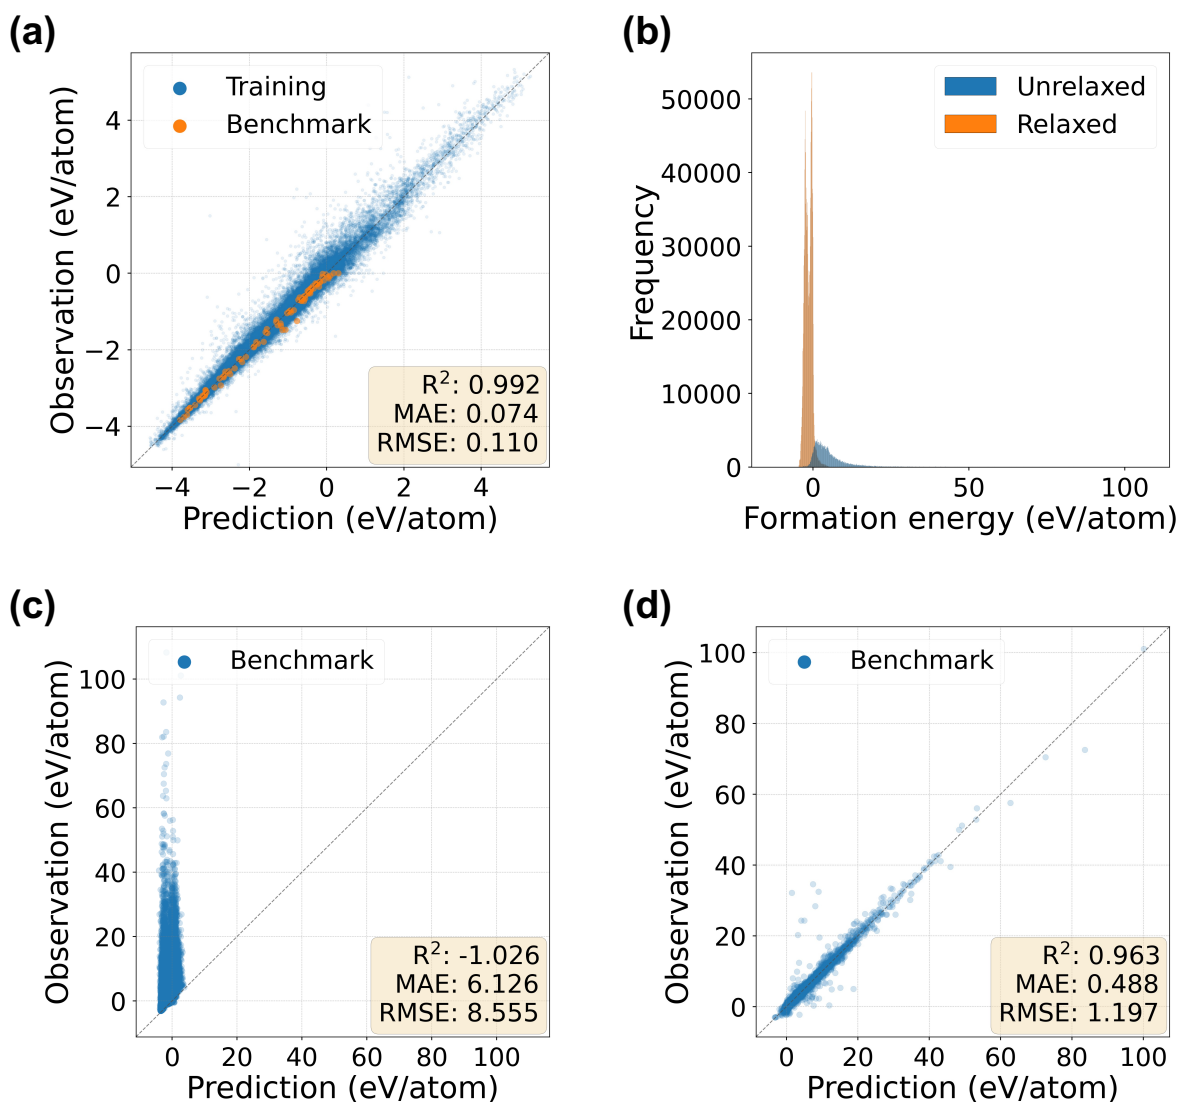 (a)
Training
Benchmark
Observation (eV/atom)
4
2
0
−2
−4
R²: 0.992
MAE: 0.074
RMSE: 0.110
−4 −2 0 2 4
Prediction (eV/atom)
(b)
Unrelaxed
Relaxed
Frequency
50000
40000
30000
20000
10000
0
0 50 100
Formation energy (eV/atom)
(c)
Benchmark
Observation (eV/atom)
100
80
60
40
20
0
R²: -1.026
MAE: 6.126
RMSE: 8.555
0 20 40 60 80 100
Prediction (eV/atom)
(d)
Benchmark
Observation (eV/atom)
100
80
60
40
20
0
R²: 0.963
MAE: 0.488
RMSE: 1.197
0 20 40 60 80 100
Prediction (eV/atom)